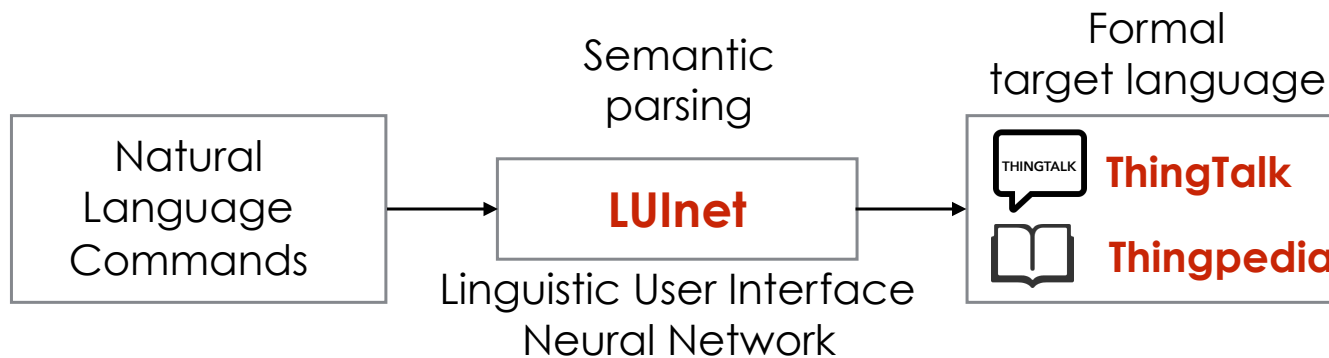 Natural
Language
Commands
Semantic
parsing
LUInet
Linguistic User Interface
Neural Network
Formal
target language
THINGTALK
ThingTalk
Thingpedia